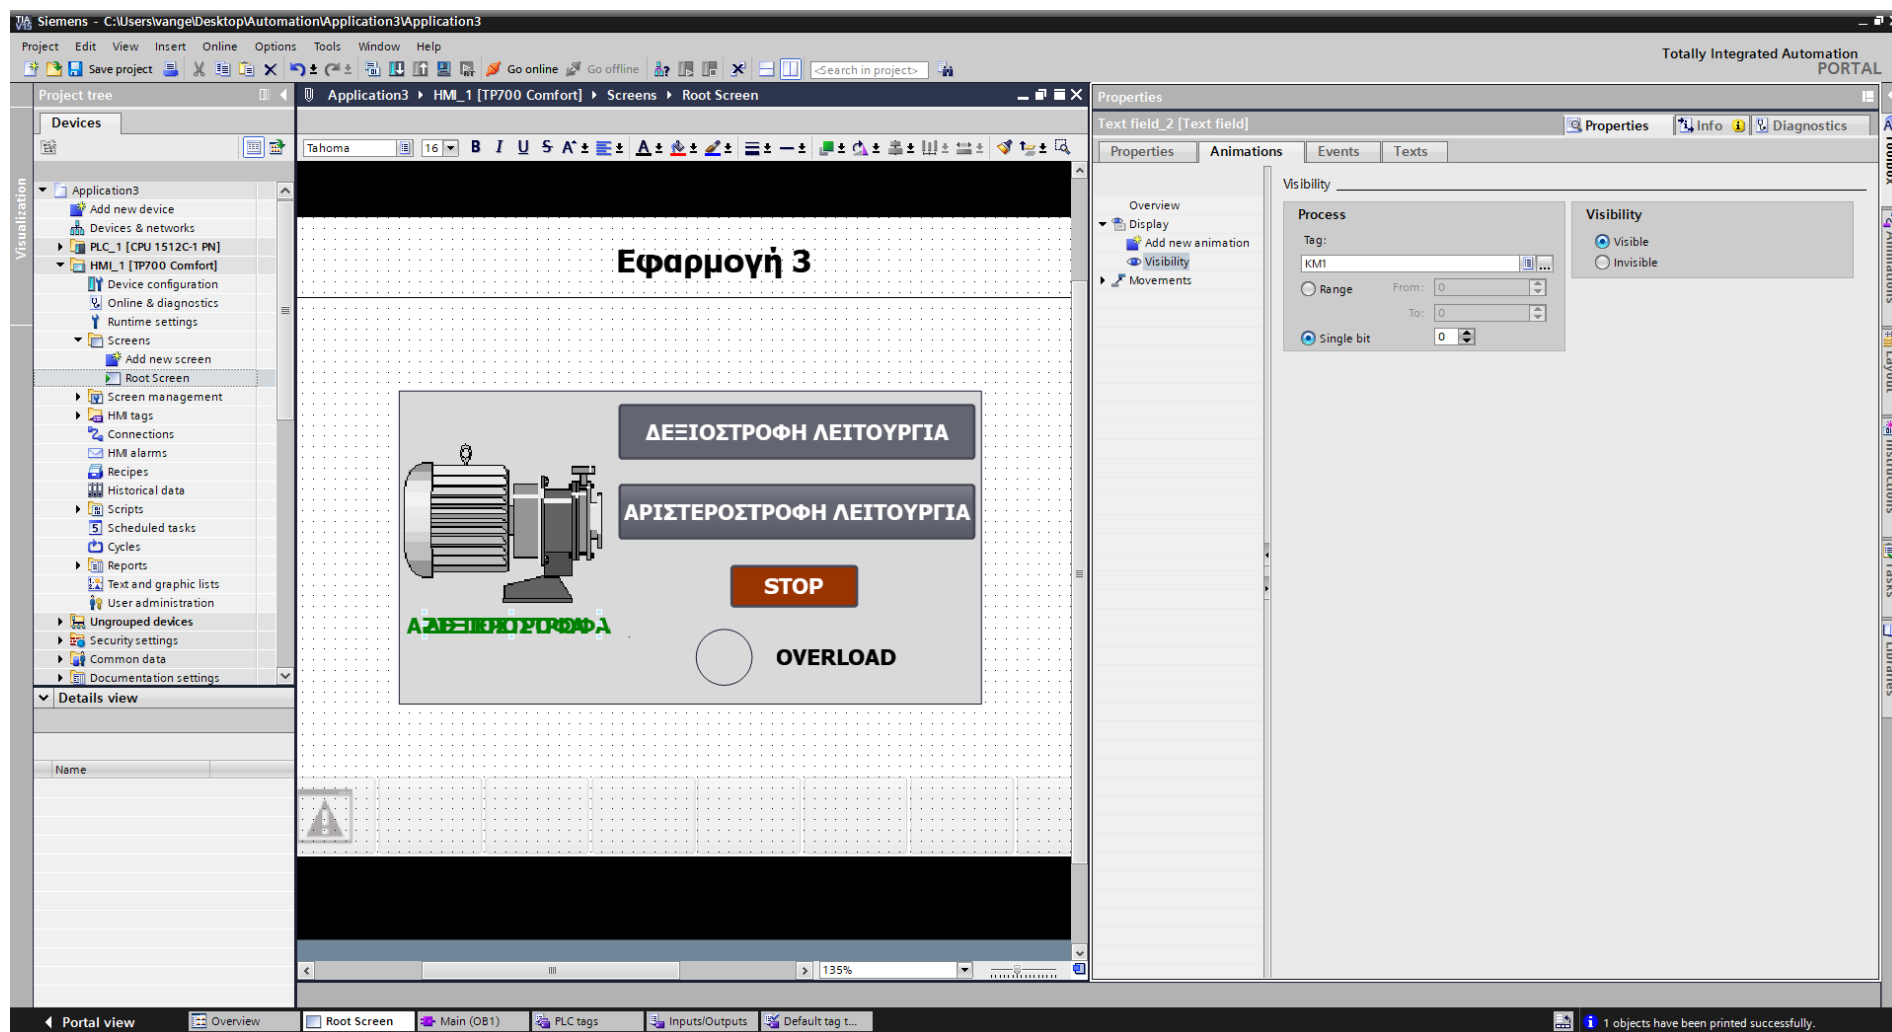 Siemens - C:\Users\vange\Desktop\Automation\Application3\Application3
Project Edit View Insert Online Options Tools Window Help
Totally Integrated Automation
PORTAL
Save project Go online Go offline <Search in project>
Project tree
Devices
Visualization
Application3
Add new device
Devices & networks
PLC_1 [CPU 1512C-1 PN]
HMI_1 [TP700 Comfort]
Device configuration
Online & diagnostics
Runtime settings
Screens
Add new screen
Root Screen
Screen management
HMI tags
Connections
HMI alarms
Recipes
Historical data
Scripts
Scheduled tasks
Cycles
Reports
Text and graphic lists
User administration
Ungrouped devices
Security settings
Common data
Documentation settings
Details view
Name
Application3 HMI_1 [TP700 Comfort] Screens Root Screen
Tahoma 16 B I U S A
Εφαρμογή 3
ΔΕΞΙΟΣΤΡΟΦΗ ΛΕΙΤΟΥΡΓΙΑ
ΑΡΙΣΤΕΡΟΣΤΡΟΦΗ ΛΕΙΤΟΥΡΓΙΑ
STOP
OVERLOAD
135%
Properties
Text field_2 [Text field]
Properties Info Diagnostics
Properties Animations Events Texts
Overview
Display
Add new animation
Visibility
Movements
Visibility
Process
Tag:
KM1
Range From: 0
To: 0
Single bit 0
Visibility
Visible
Invisible
Toolbox
Animations
Layout
Instructions
Tasks
Libraries
Portal view Overview Root Screen Main (OB1) PLC tags Inputs/Outputs Default tag t...
1 objects have been printed successfully.